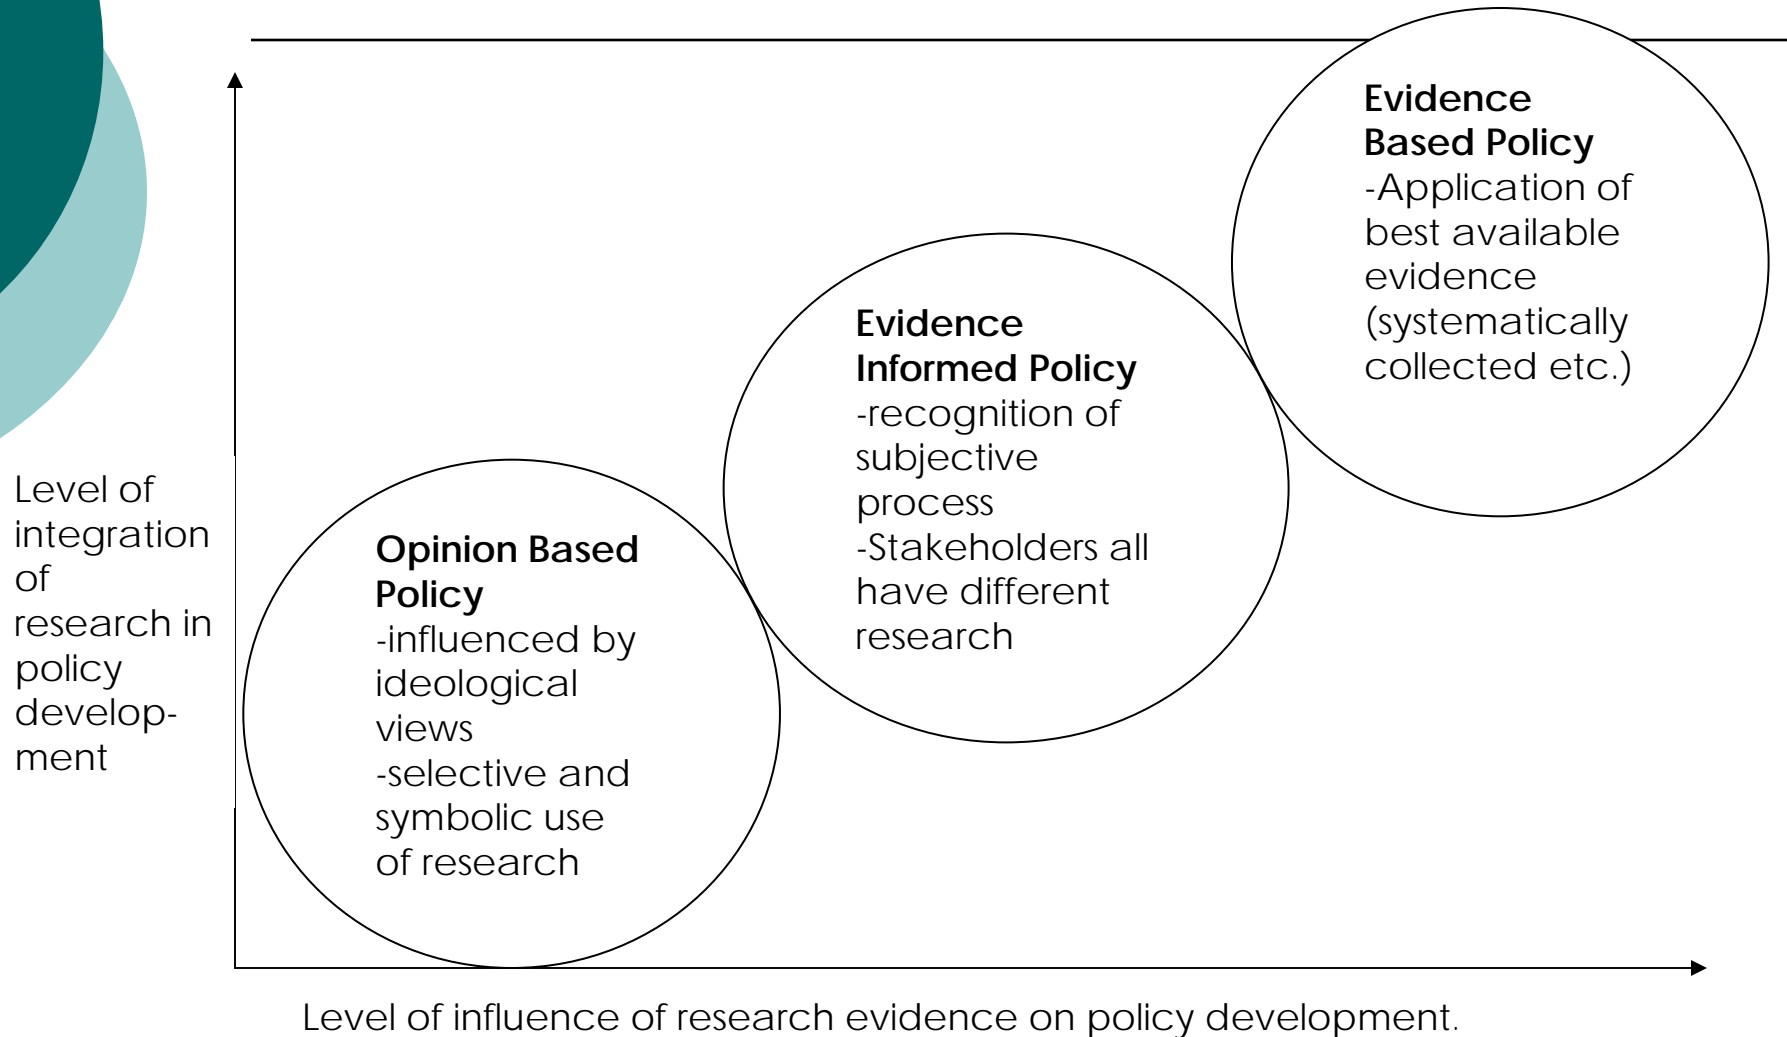 Evidence
Based Policy
-Application of
best available
evidence
(systematically
collected etc.)
Evidence
Informed Policy
-recognition of
subjective
process
-Stakeholders all
have different
research
Opinion Based
Policy
-influenced by
ideological
views
-selective and
symbolic use
of research
Level of
integration
of
research in
policy
develop-
ment
Level of influence of research evidence on policy development.